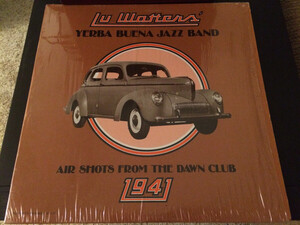 Lu Watters'
YERBA BUENA JAZZ BAND
AIR SHOTS FROM THE DAWN CLUB
1941